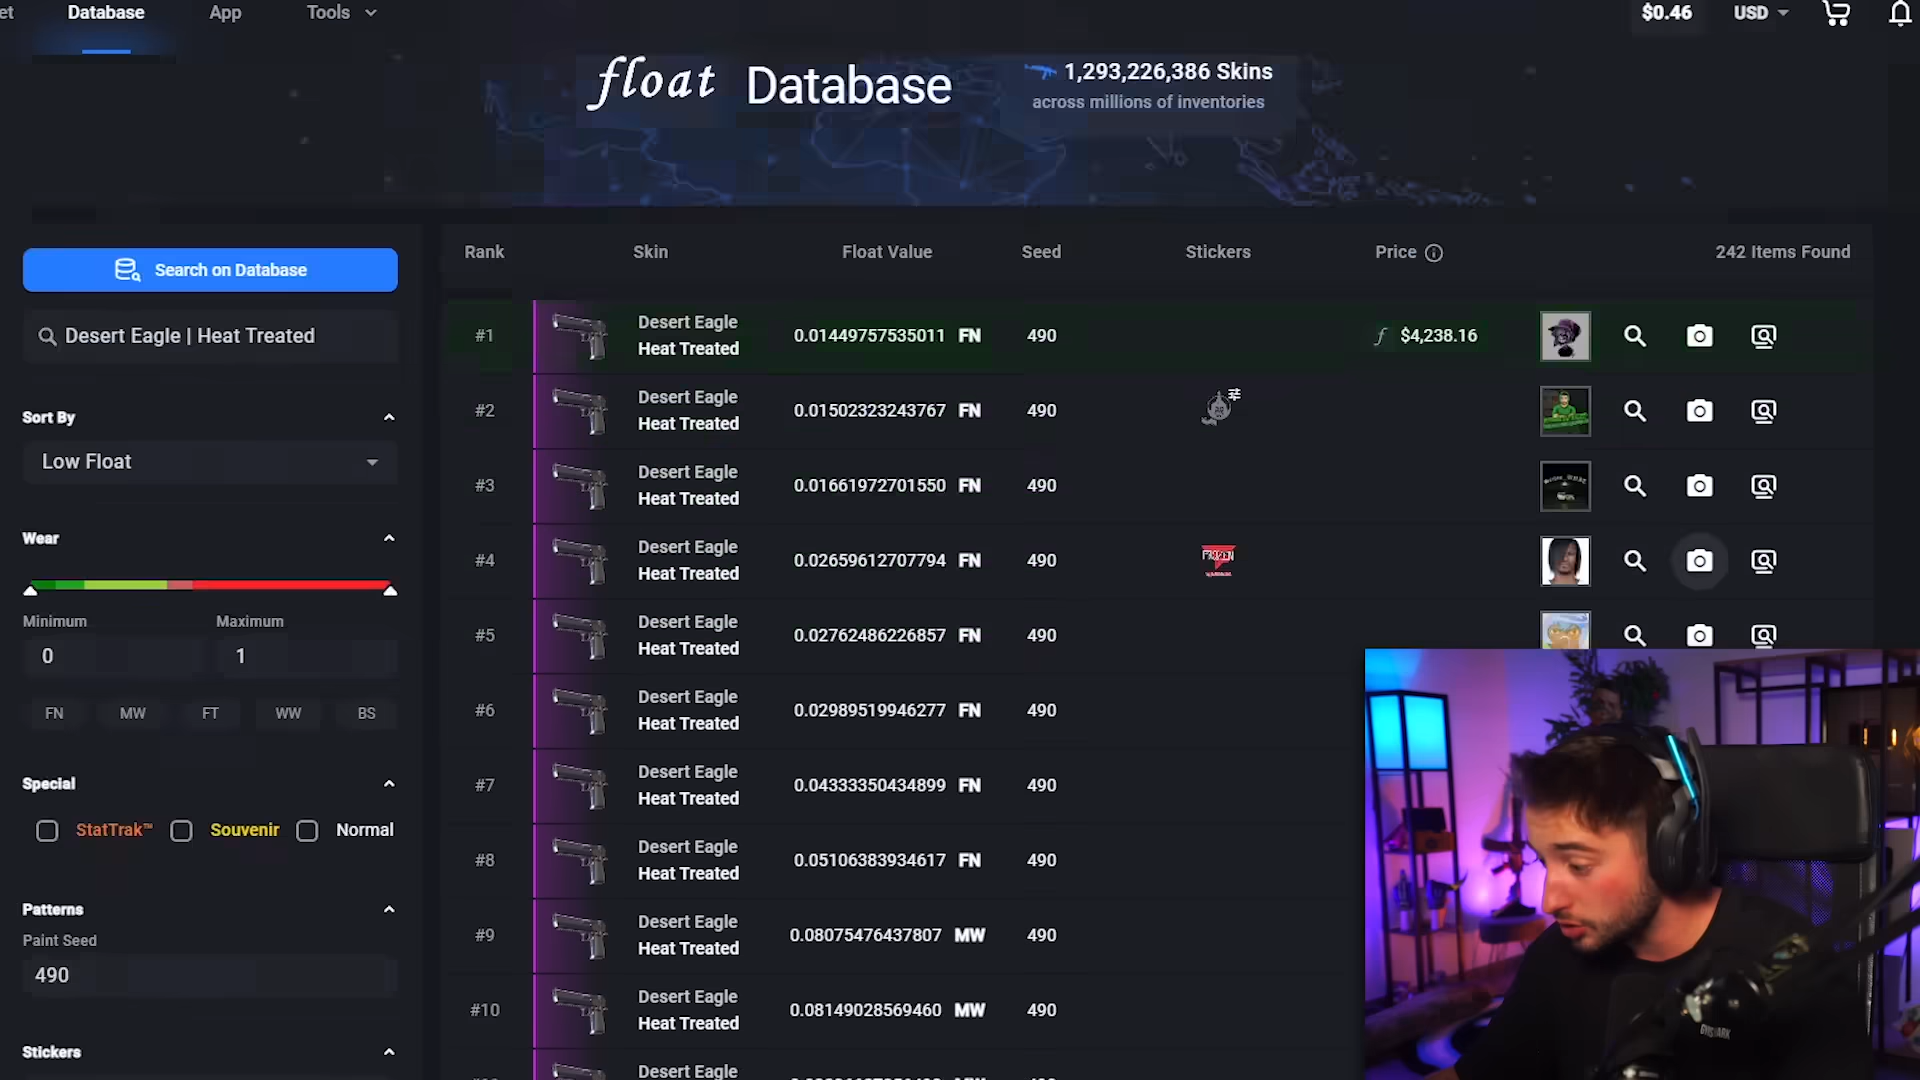 et
Database
App
Tools
$0.46
USD
float Database
1,293,226,386 Skins
across millions of inventories
Search on Database
Desert Eagle | Heat Treated
Sort By
Low Float
Wear
Minimum
Maximum
0
1
FN
MW
FT
WW
BS
Special
StatTrak™
Souvenir
Normal
Patterns
Paint Seed
490
Stickers
Rank
Skin
Float Value
Seed
Stickers
Price
242 Items Found
#1
Desert Eagle
Heat Treated
0.01449757535011 FN
490
f $4,238.16
#2
Desert Eagle
Heat Treated
0.01502323243767 FN
490
#3
Desert Eagle
Heat Treated
0.01661972701550 FN
490
#4
Desert Eagle
Heat Treated
0.02659612707794 FN
490
#5
Desert Eagle
Heat Treated
0.02762486226857 FN
490
#6
Desert Eagle
Heat Treated
0.02989519946277 FN
490
#7
Desert Eagle
Heat Treated
0.04333350434899 FN
490
#8
Desert Eagle
Heat Treated
0.05106383934617 FN
490
#9
Desert Eagle
Heat Treated
0.08075476437807 MW
490
#10
Desert Eagle
Heat Treated
0.08149028569460 MW
490
Desert Eagle